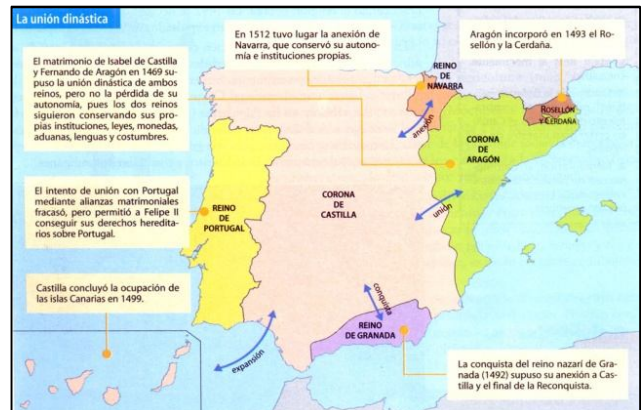 La unión dinástica
En 1512 tuvo lugar la anexión de
Navarra, que conservó su autono-
mía e instituciones propias.
Aragón incorporó en 1493 el Ro-
sellón y la Cerdaña.
El matrimonio de Isabel de Castilla
y Fernando de Aragón en 1469 su-
puso la unión dinástica de ambos
reinos, pero no la pérdida de su
autonomía, pues los dos reinos
siguieron conservando sus pro-
pias instituciones, leyes, monedas,
aduanas, lenguas y costumbres.
REINO
DE
NAVARRA
anexión
ROSELLÓN
Y CERDAÑA
CORONA
DE
ARAGÓN
El intento de unión con Portugal
mediante alianzas matrimoniales
fracasó, pero permitió a Felipe II
conseguir sus derechos heredita-
rios sobre Portugal.
REINO
DE
PORTUGAL
CORONA
DE
CASTILLA
unión
Castilla concluyó la ocupación de
las islas Canarias en 1499.
conquista
REINO
DE GRANADA
expansión
La conquista del reino nazarí de Gra-
nada (1492) supuso su anexión a Cas-
tilla y el final de la Reconquista.